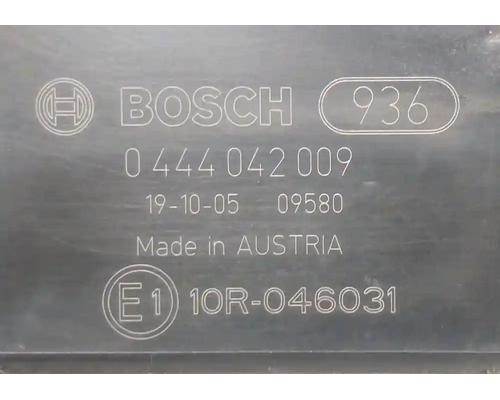 BOSCH 936
0 444 042 009
19-10-05 09580
Made in AUSTRIA
E1 10R-046031